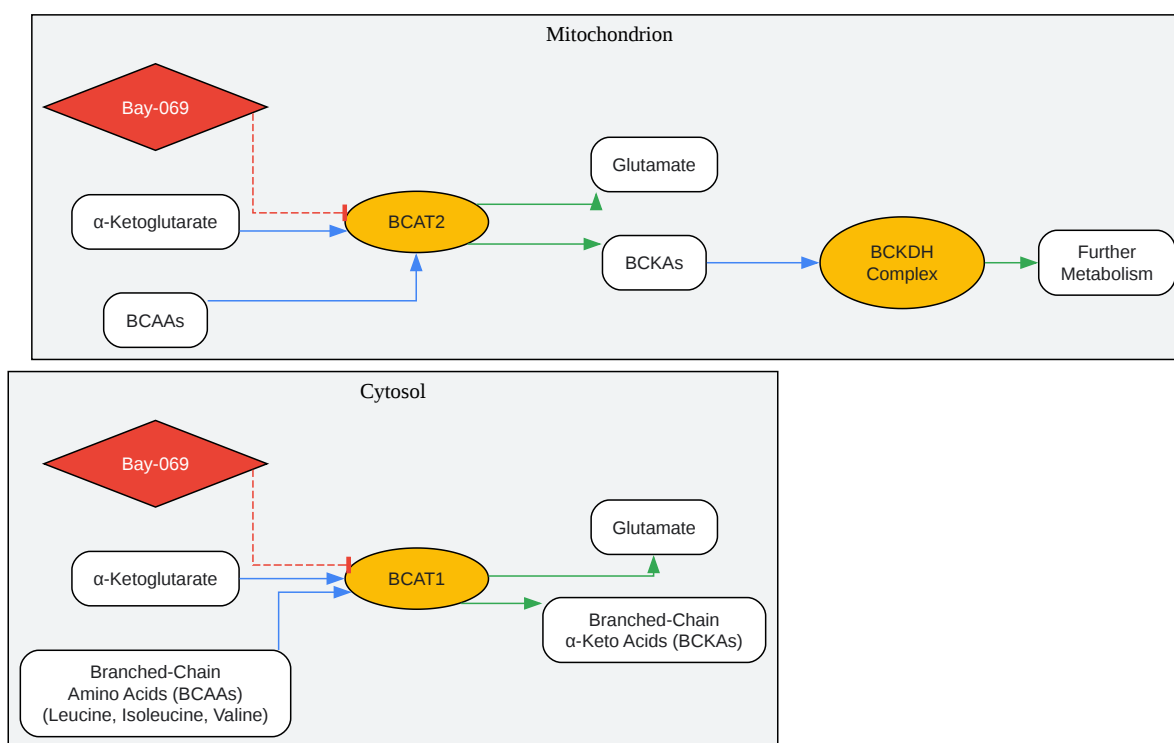 Mitochondrion
Bay-069
α-Ketoglutarate
BCAAs
BCAT2
Glutamate
BCKAs
BCKDH
Complex
Further
Metabolism
Cytosol
Bay-069
α-Ketoglutarate
Branched-Chain
Amino Acids (BCAAs)
(Leucine, Isoleucine, Valine)
BCAT1
Glutamate
Branched-Chain
α-Keto Acids (BCKAs)